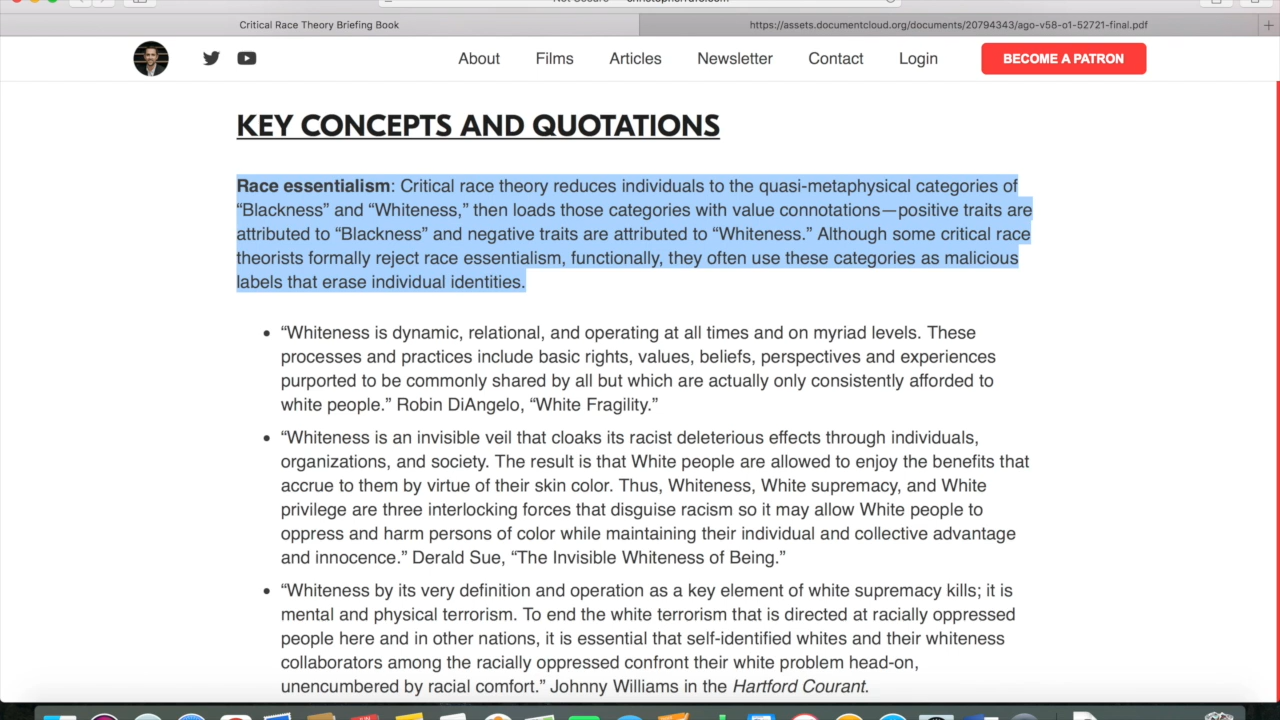 Critical Race Theory Briefing Book
https://assets.documentcloud.org/documents/20794343/ago-v58-o1-52721-final.pdf
About
Films
Articles
Newsletter
Contact
Login
BECOME A PATRON
KEY CONCEPTS AND QUOTATIONS
Race essentialism: Critical race theory reduces individuals to the quasi-metaphysical categories of
“Blackness” and “Whiteness,” then loads those categories with value connotations—positive traits are
attributed to “Blackness” and negative traits are attributed to “Whiteness.” Although some critical race
theorists formally reject race essentialism, functionally, they often use these categories as malicious
labels that erase individual identities.
• “Whiteness is dynamic, relational, and operating at all times and on myriad levels. These
processes and practices include basic rights, values, beliefs, perspectives and experiences
purported to be commonly shared by all but which are actually only consistently afforded to
white people.” Robin DiAngelo, “White Fragility.”
• “Whiteness is an invisible veil that cloaks its racist deleterious effects through individuals,
organizations, and society. The result is that White people are allowed to enjoy the benefits that
accrue to them by virtue of their skin color. Thus, Whiteness, White supremacy, and White
privilege are three interlocking forces that disguise racism so it may allow White people to
oppress and harm persons of color while maintaining their individual and collective advantage
and innocence.” Derald Sue, “The Invisible Whiteness of Being.”
• “Whiteness by its very definition and operation as a key element of white supremacy kills; it is
mental and physical terrorism. To end the white terrorism that is directed at racially oppressed
people here and in other nations, it is essential that self-identified whites and their whiteness
collaborators among the racially oppressed confront their white problem head-on,
unencumbered by racial comfort.” Johnny Williams in the Hartford Courant.